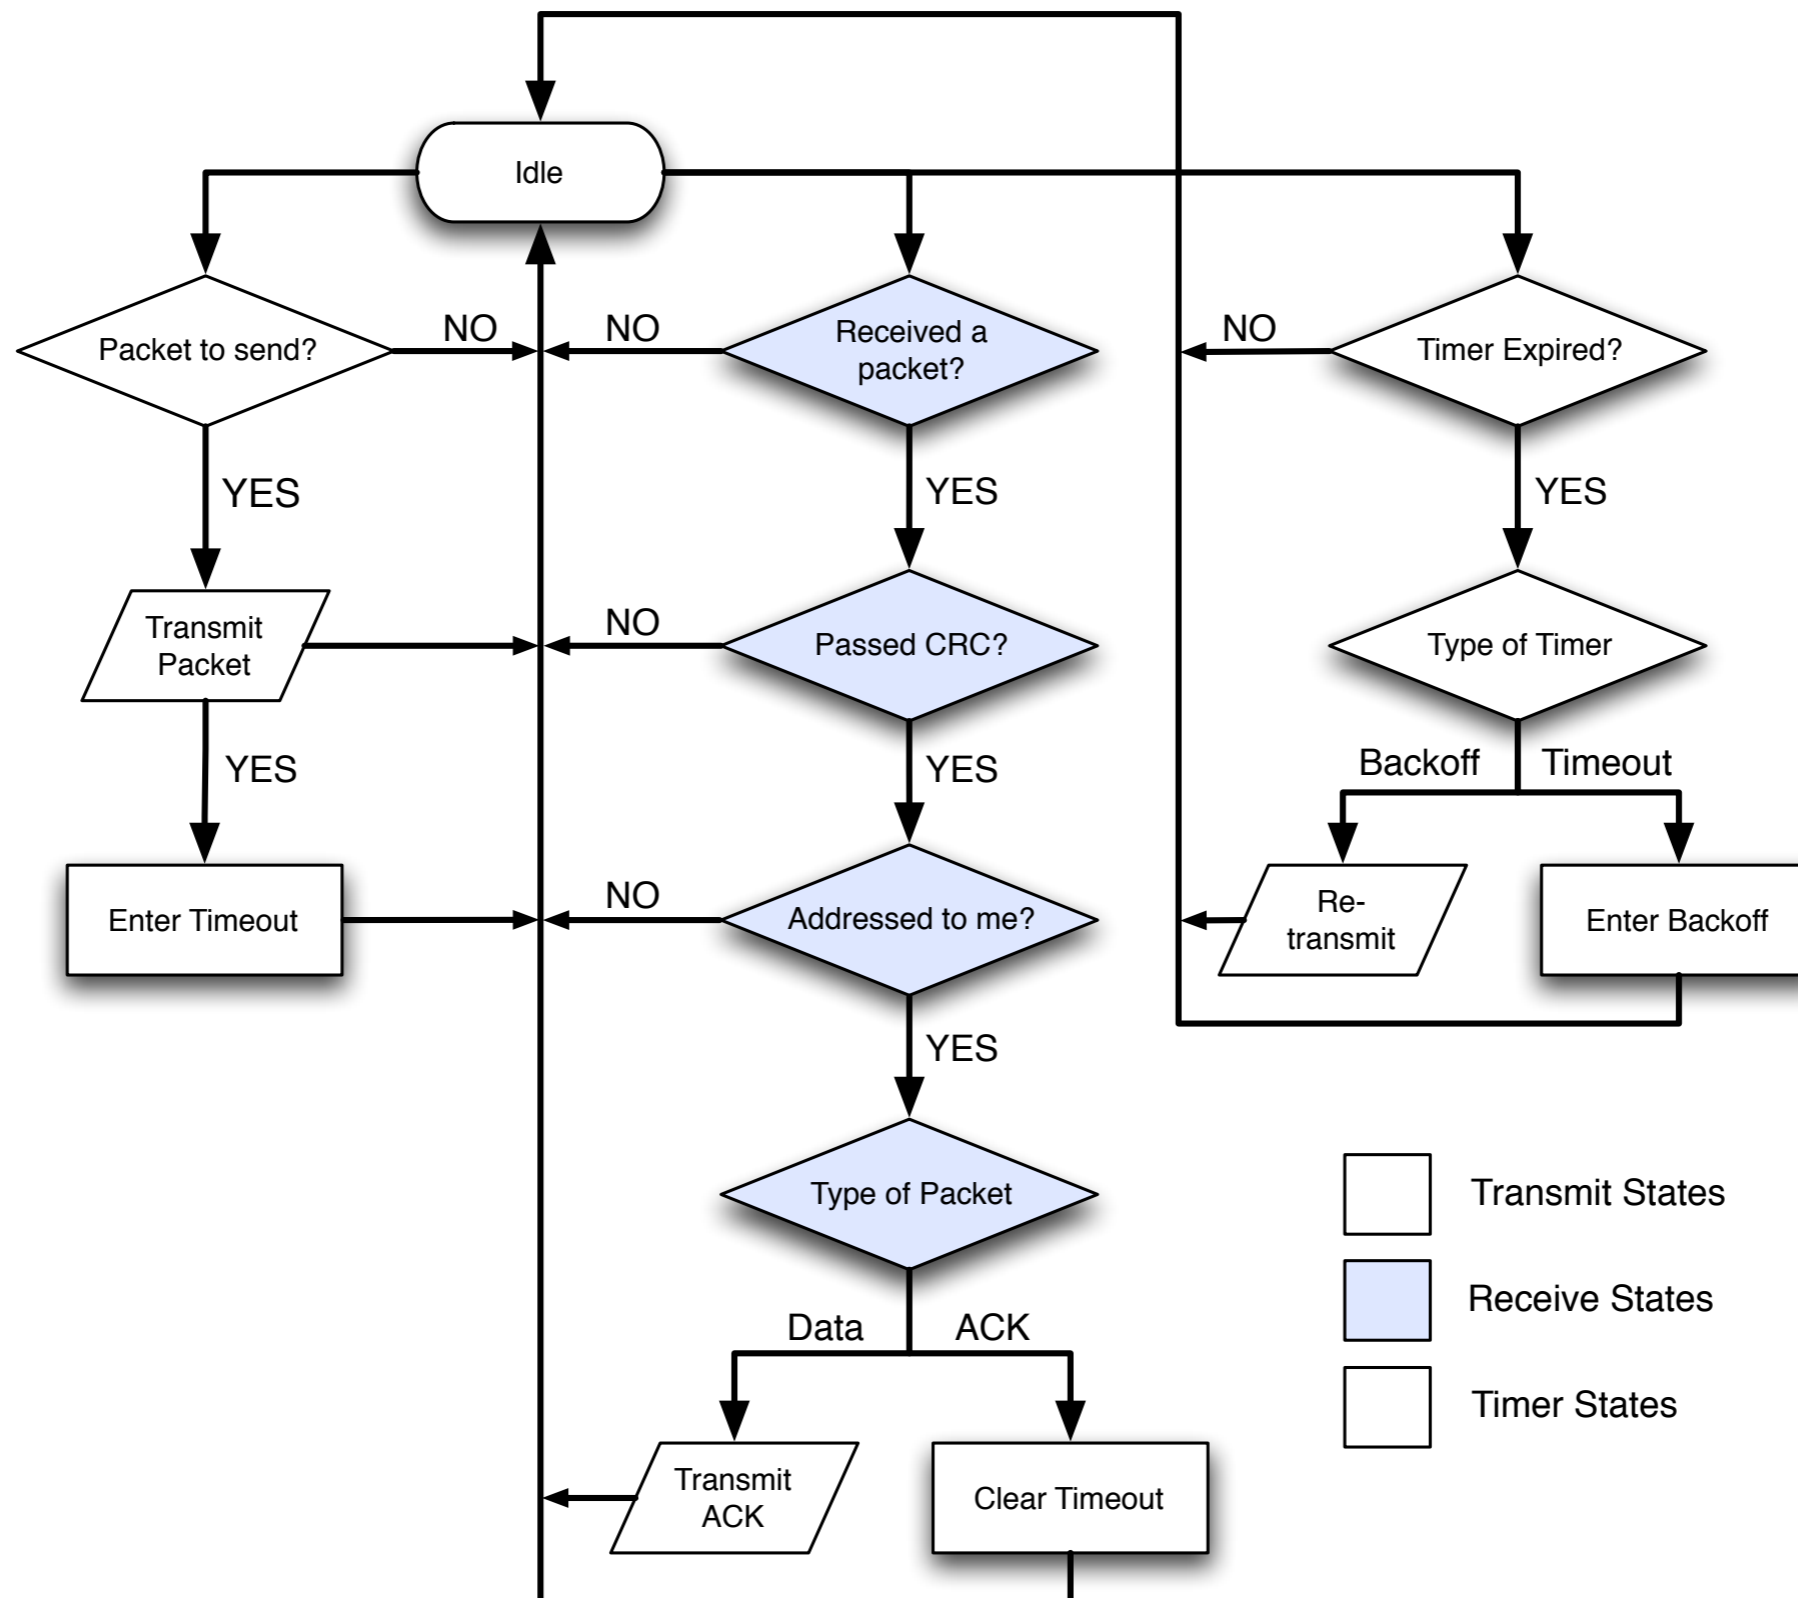 Idle
Packet to send?
NO
NO
Received a
packet?
NO
Timer Expired?
YES
YES
YES
Transmit
Packet
NO
Passed CRC?
Type of Timer
YES
YES
Backoff
Timeout
Enter Timeout
NO
Addressed to me?
Re-
transmit
Enter Backoff
YES
Type of Packet
Transmit States
Receive States
Data
ACK
Timer States
Transmit
ACK
Clear Timeout